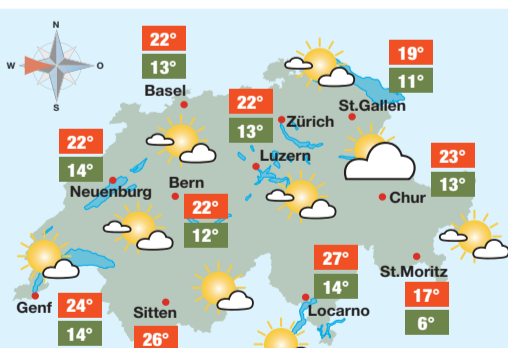 N
W O
S
22°
13°
Basel
19°
11°
St.Gallen
22°
13°
Zürich
Luzern
22°
14°
Neuenburg
Bern
22°
12°
23°
13°
Chur
St.Moritz
17°
6°
27°
14°
Locarno
Genf
24°
14°
Sitten
26°